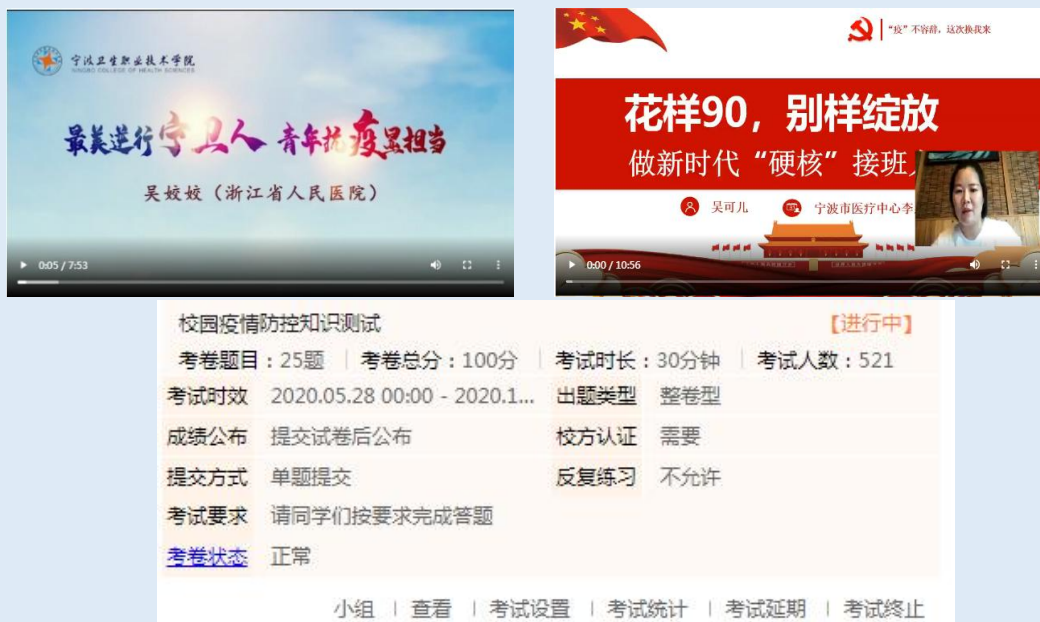 宁波卫生职业技术学院
NINGBO COLLEGE OF HEALTH SCIENCES
最美逆行宁卫人 青年抗疫显担当
吴姣姣（浙江省人民医院）
0:05 / 7:53
“疫”不容辞，这次换我来
花样90，别样绽放
做新时代“硬核”接班
吴可儿 宁波市医疗中心李
0:00 / 10:56
校园疫情防控知识测试 【进行中】
考卷题目：25题 | 考卷总分：100分 | 考试时长：30分钟 | 考试人数：521
考试时效 2020.05.28 00:00 - 2020.1... 出题类型 整卷型
成绩公布 提交试卷后公布 校方认证 需要
提交方式 单题提交 反复练习 不允许
考试要求 请同学们按要求完成答题
考卷状态 正常
小组 | 查看 | 考试设置 | 考试统计 | 考试延期 | 考试终止